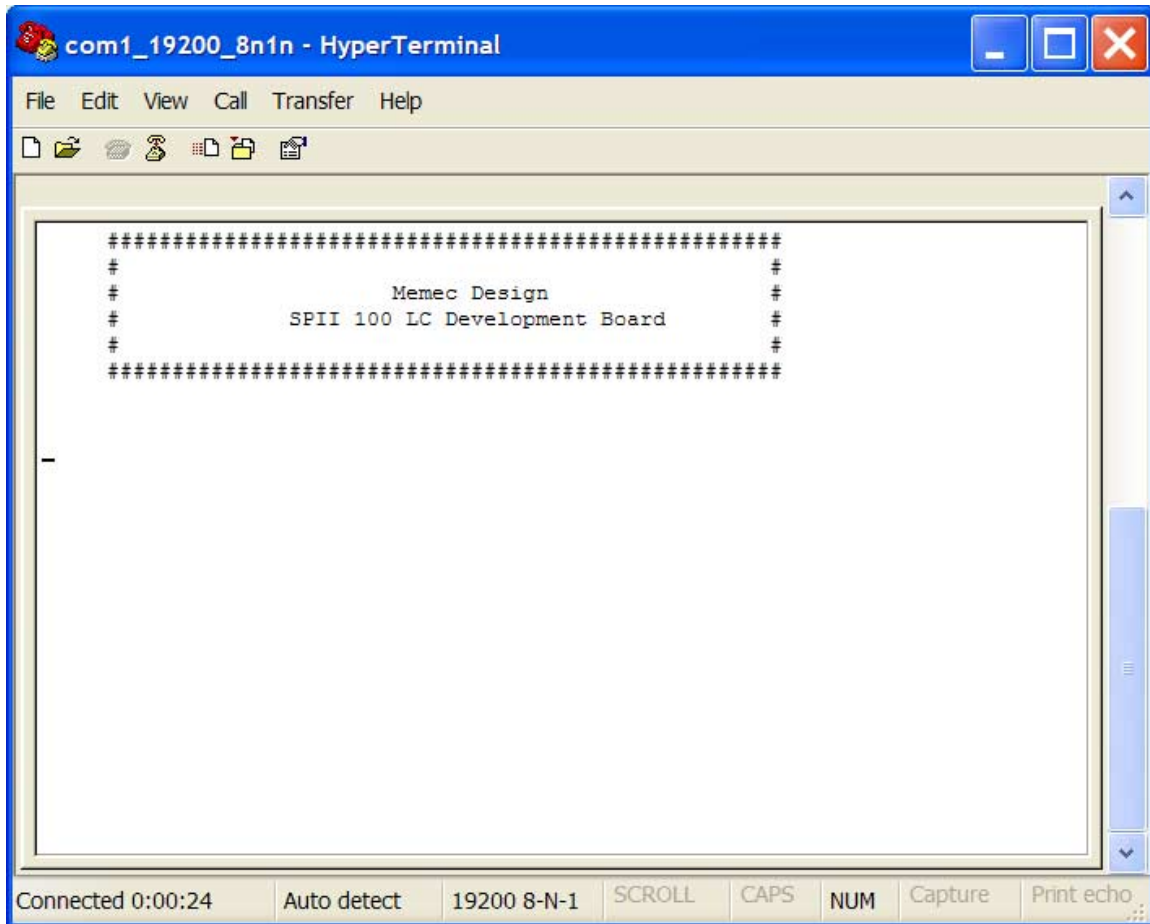 com1_19200_8n1n - HyperTerminal
File Edit View Call Transfer Help
####################################################
# #
# Memec Design #
# SPII 100 LC Development Board #
# #
####################################################
Connected 0:00:24 Auto detect 19200 8-N-1 SCROLL CAPS NUM Capture Print echo